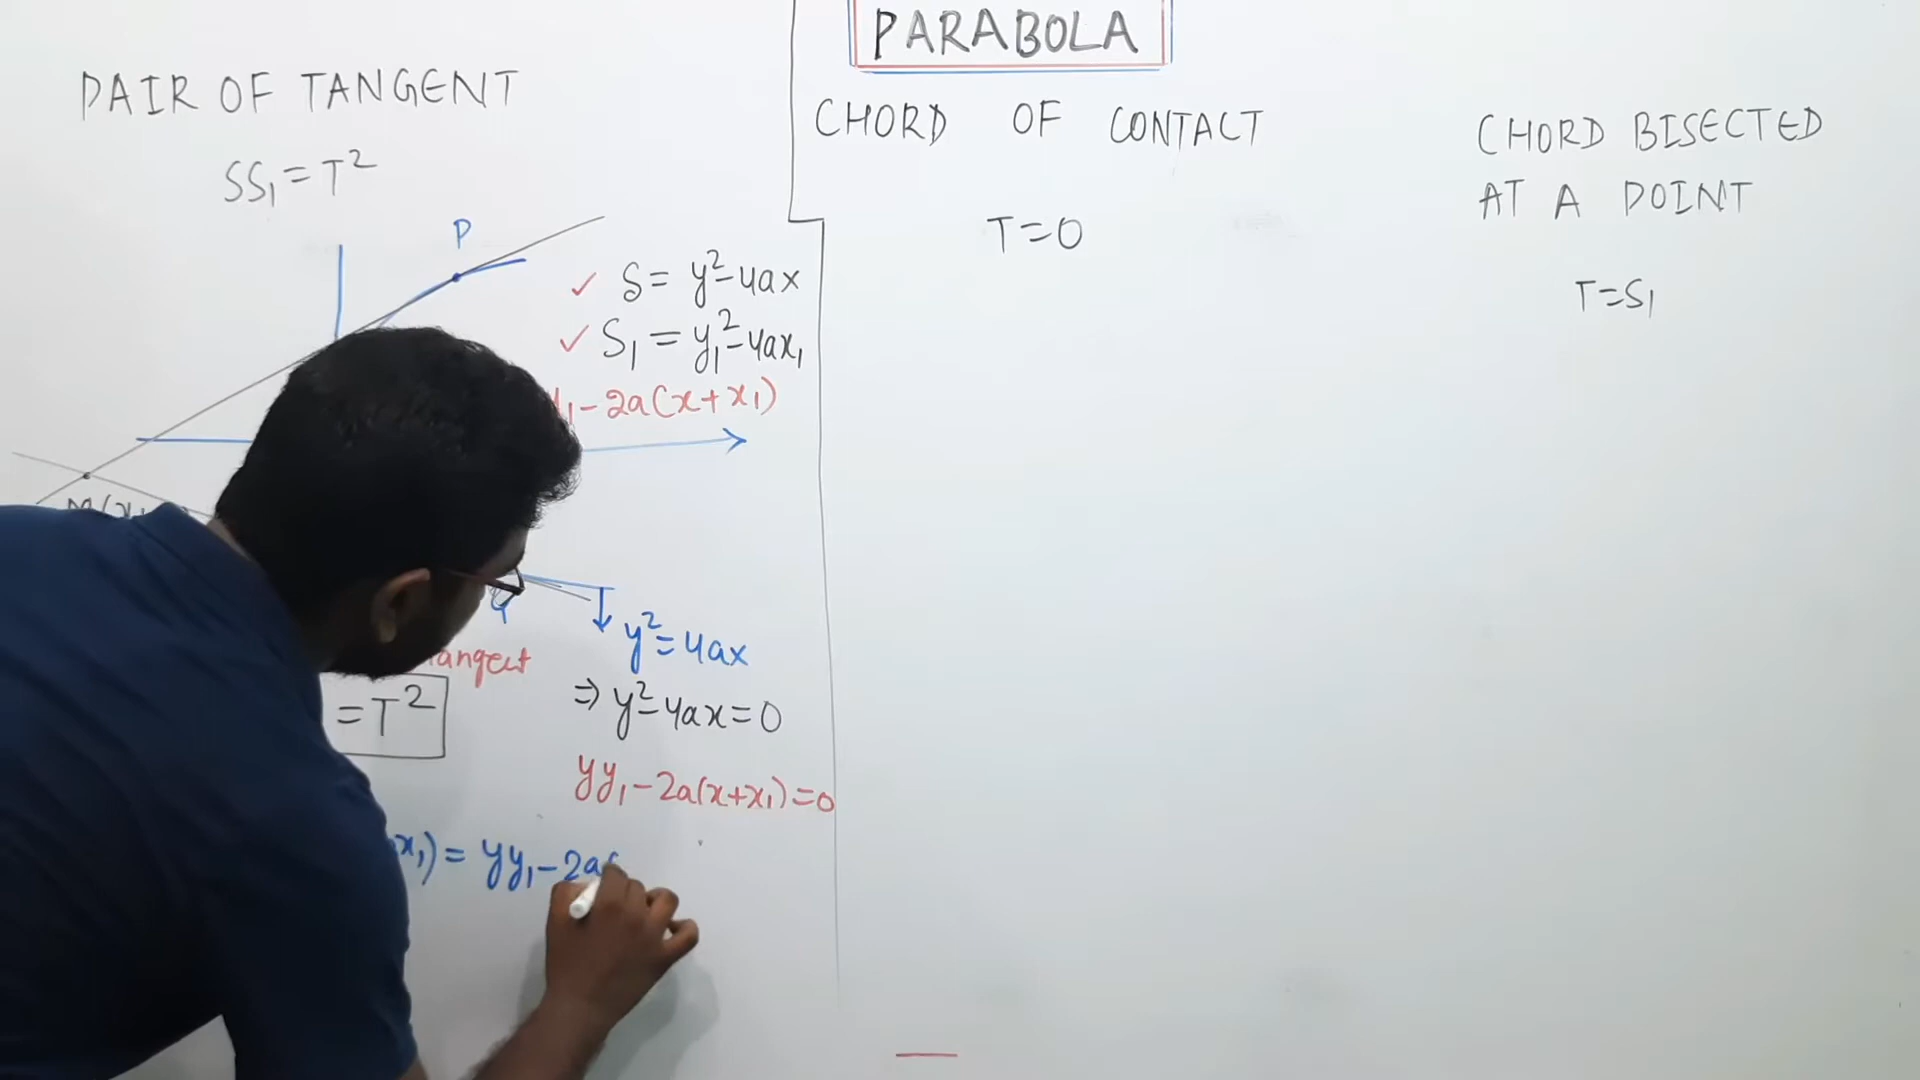 PARABOLA
PAIR OF TANGENT
SS₁=T²
P
✓ S= y²-4ax
✓ S₁ = y₁²-4ax₁
-2a(x+x₁)
y²=4ax
⇒ y²-4ax=0
=T²
yy₁-2a(x+x₁)=0
x₁)= yy₁-2a
CHORD OF CONTACT
T=0
CHORD BISECTED
AT A POINT
T=S₁